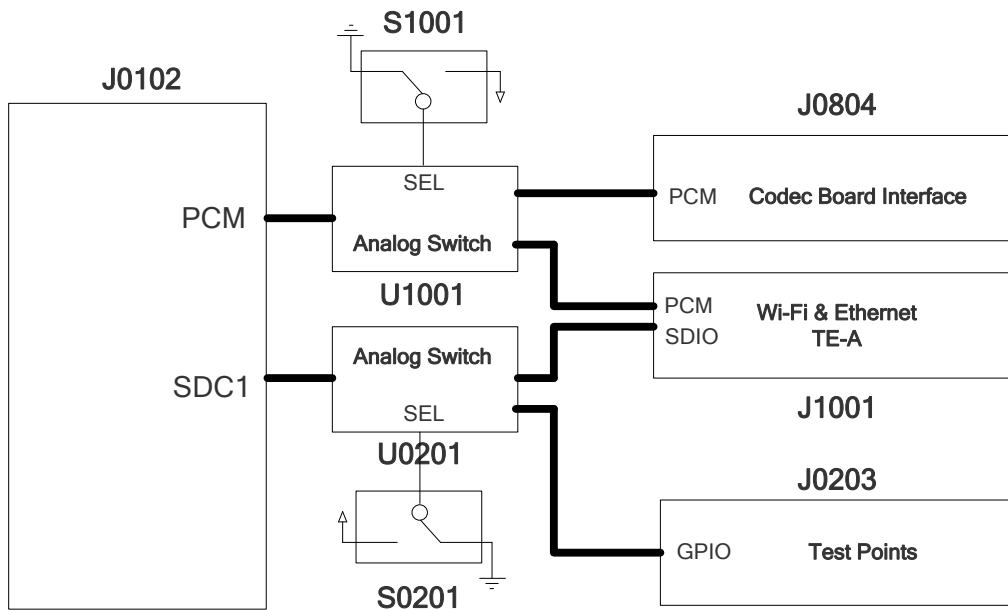 S1001
J0102
J0804
SEL
PCM
Analog Switch
PCM
Codec Board Interface
U1001
PCM
SDIO
Wi-Fi & Ethernet
TE-A
Analog Switch
SDC1
SEL
J1001
U0201
J0203
GPIO
Test Points
S0201